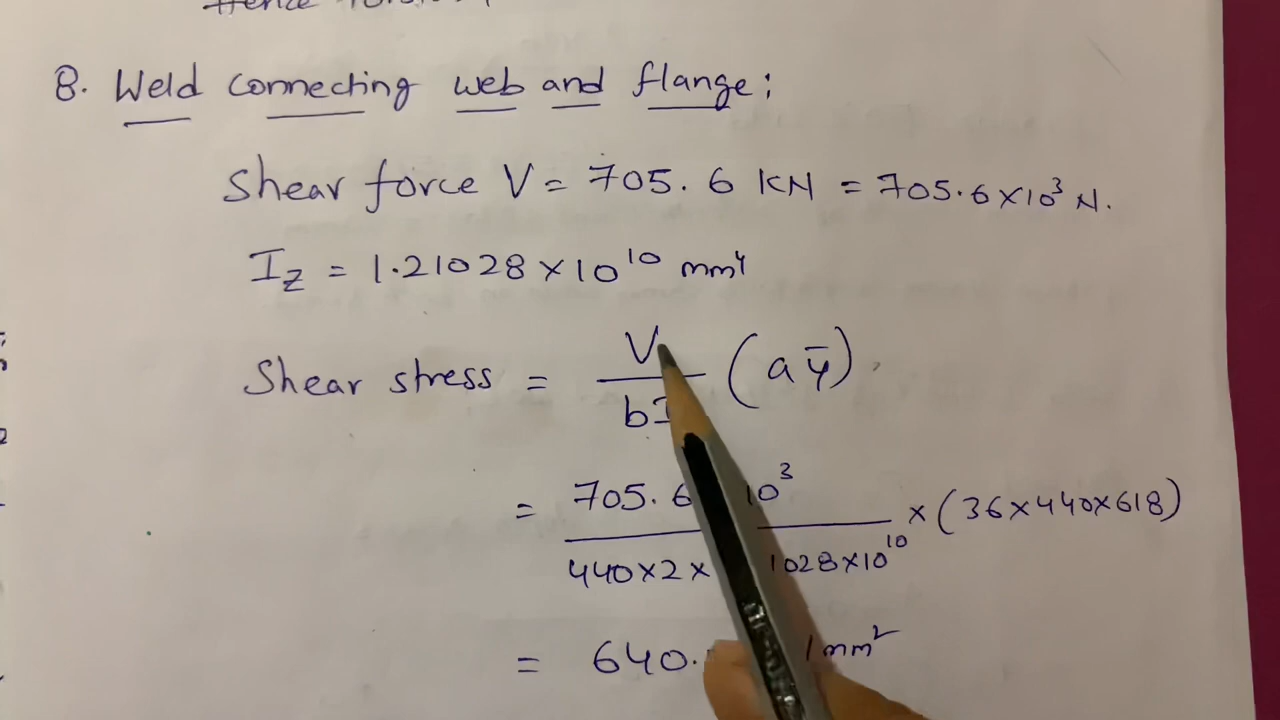 8. Weld connecting web and flange:
Shear force V = 705.6 KN = 705.6×10³ N.
I_z = 1.21028×10¹⁰ mm⁴
Shear stress = V/bI (aȳ)
= 705.6 10³ / 440×2× 1028×10¹⁰ × (36×440×618)
= 640. /mm²